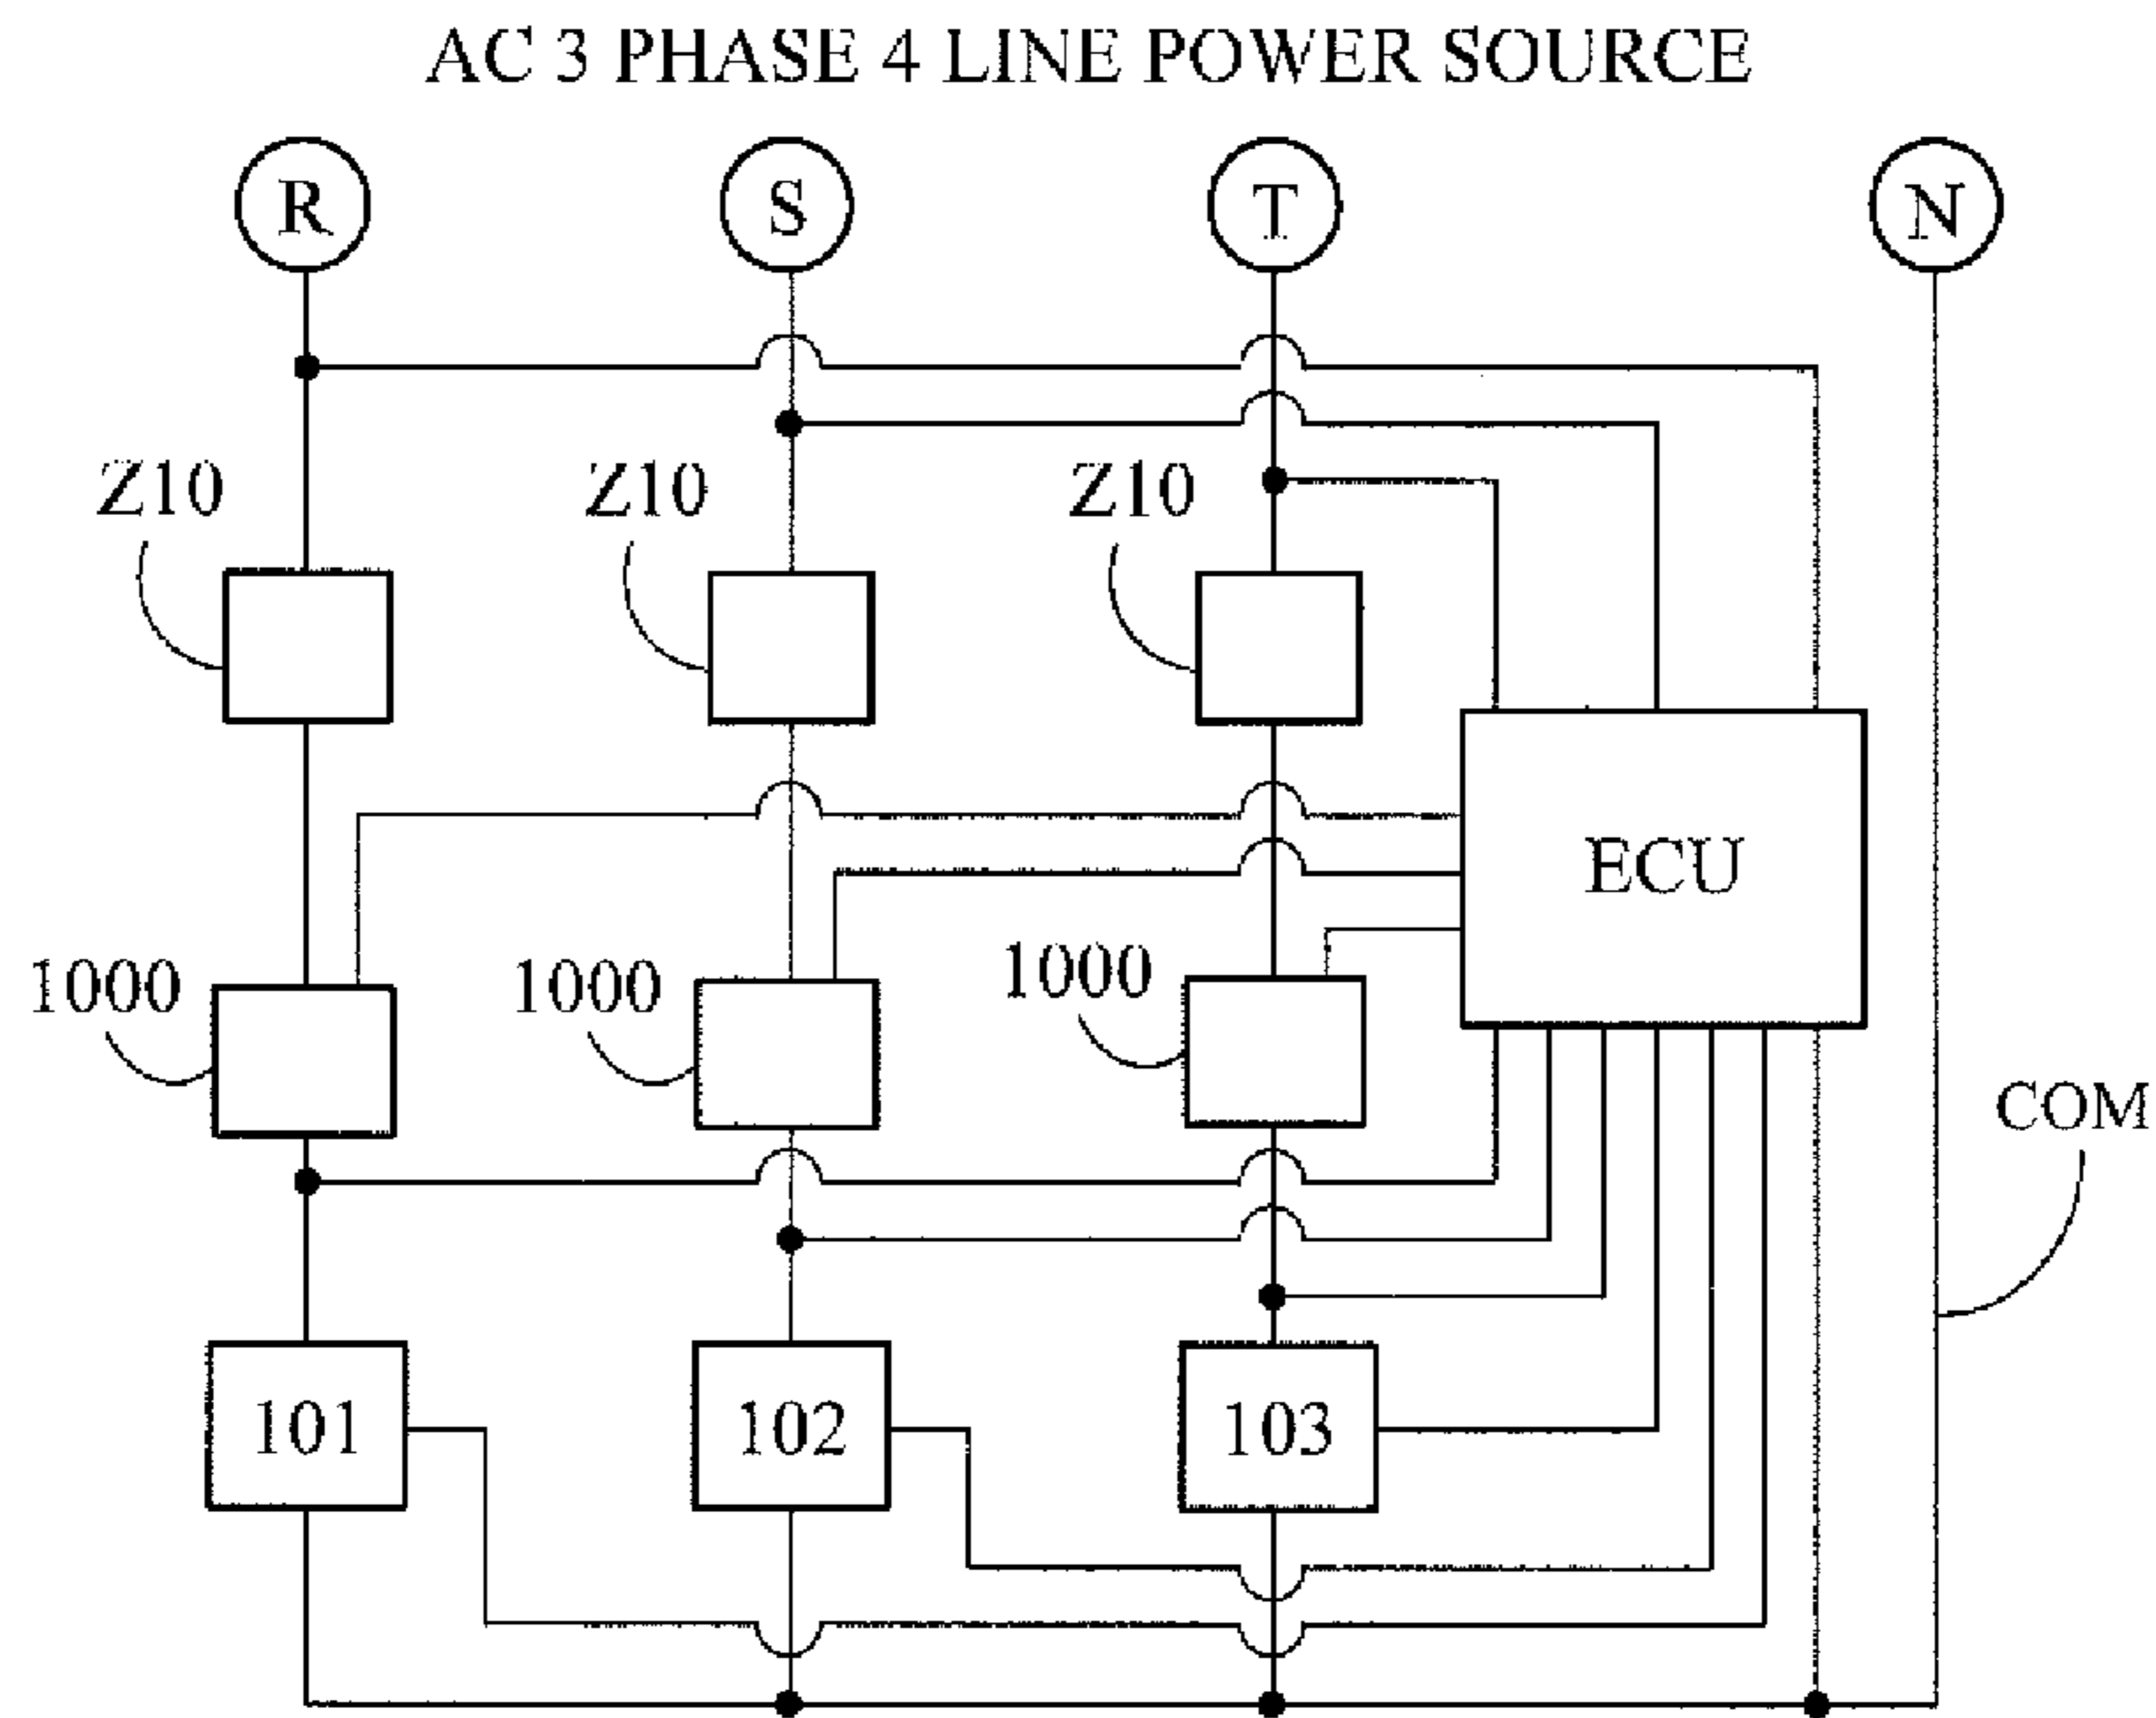 AC 3 PHASE 4 LINE POWER SOURCE
R S T N
Z10 Z10 Z10
ECU
1000 1000 1000
COM
101 102 103